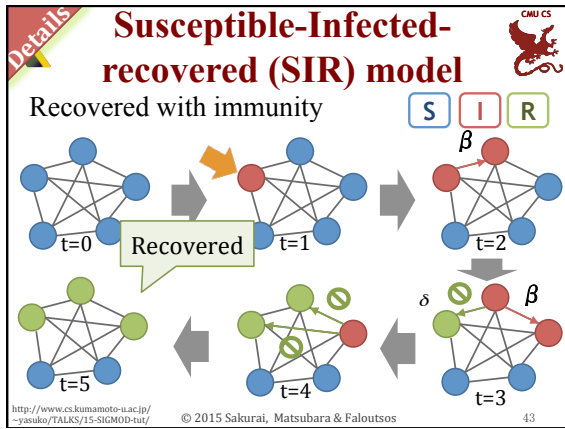 Details
CMU CS
Susceptible-Infected-
recovered (SIR) model
Recovered with immunity
S I R
β
t=0
t=1
t=2
Recovered
δ
β
t=5
t=4
t=3
http://www.cs.kumamoto-u.ac.jp/
~yasuko/TALKS/15-SIGMOD-tut/
© 2015 Sakurai, Matsubara & Faloutsos
43